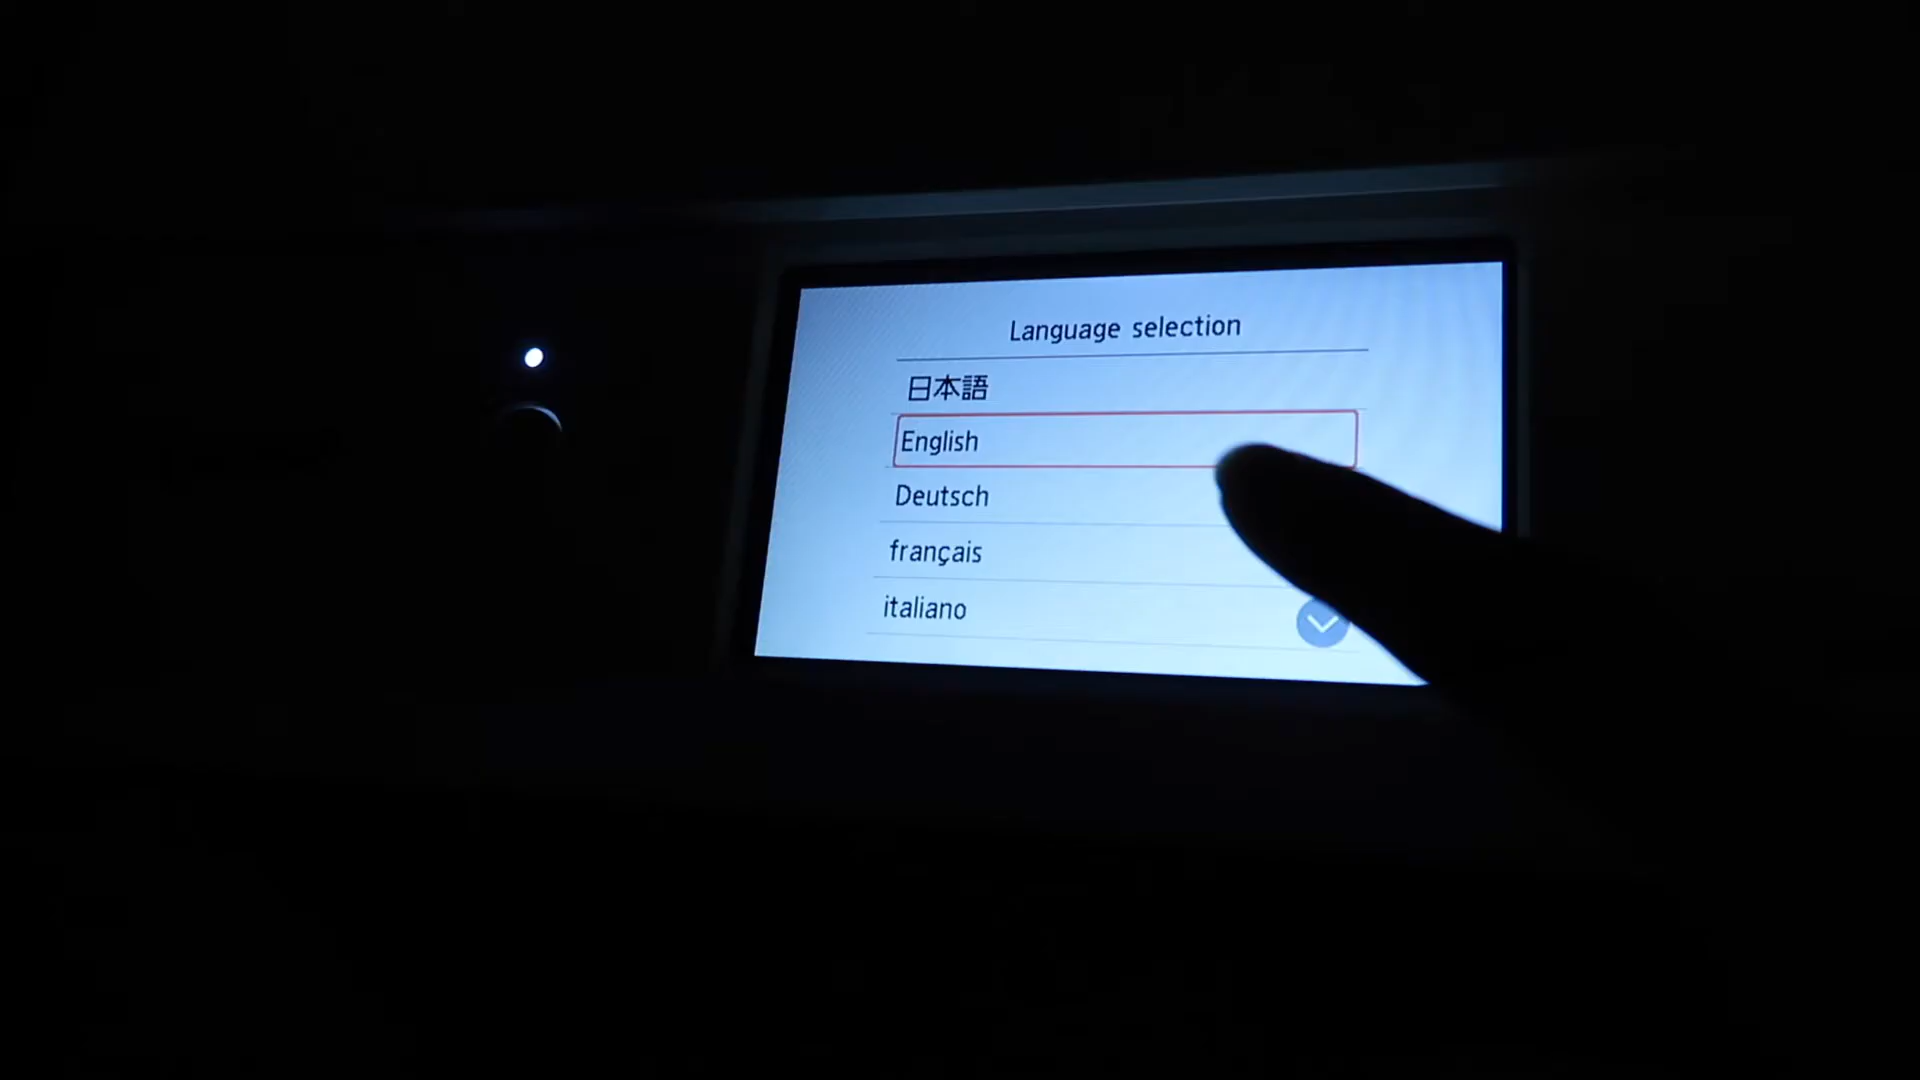 Language selection
日本語
English
Deutsch
français
italiano